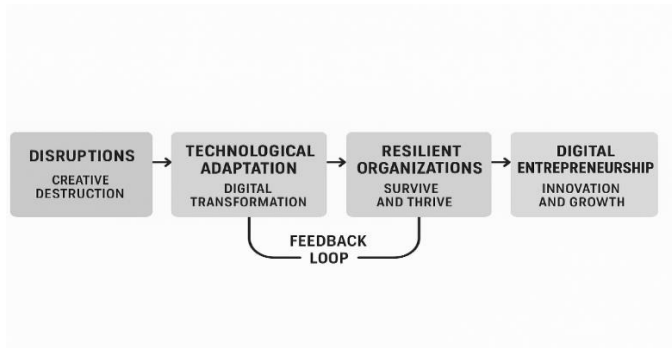 DISRUPTIONS
CREATIVE
DESTRUCTION
TECHNOLOGICAL
ADAPTATION
DIGITAL
TRANSFORMATION
RESILIENT
ORGANIZATIONS
SURVIVE
AND THRIVE
DIGITAL
ENTREPRENEURSHIP
INNOVATION
AND GROWTH
FEEDBACK
LOOP